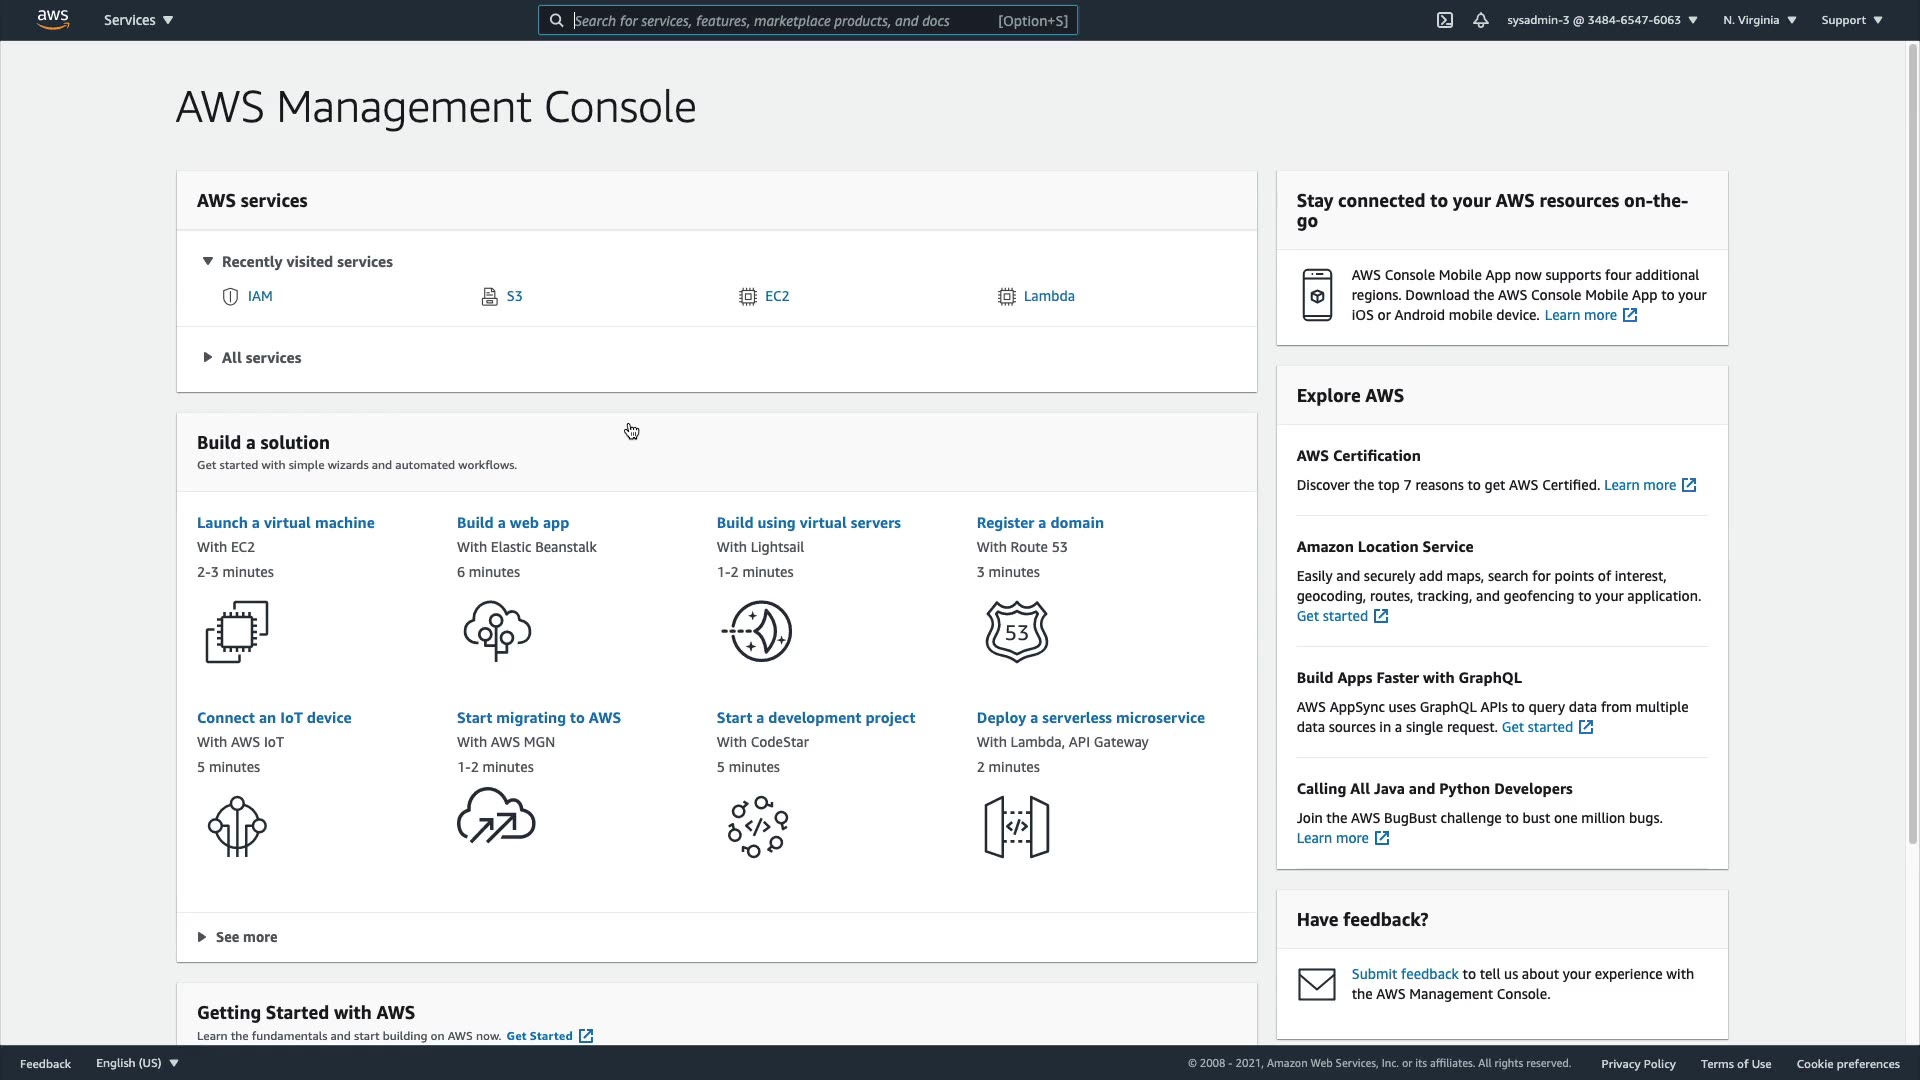 aws
Services
Search for services, features, marketplace products, and docs
[Option+S]
sysadmin-3 @ 3484-6547-6063
N. Virginia
Support
AWS Management Console
AWS services
Recently visited services
IAM
S3
EC2
Lambda
All services
Build a solution
Get started with simple wizards and automated workflows.
Launch a virtual machine
With EC2
2-3 minutes
Build a web app
With Elastic Beanstalk
6 minutes
Build using virtual servers
With Lightsail
1-2 minutes
Register a domain
With Route 53
3 minutes
53
Connect an IoT device
With AWS IoT
5 minutes
Start migrating to AWS
With AWS MGN
1-2 minutes
Start a development project
With CodeStar
5 minutes
</>
Deploy a serverless microservice
With Lambda, API Gateway
2 minutes
</>
See more
Getting Started with AWS
Learn the fundamentals and start building on AWS now. Get Started
Stay connected to your AWS resources on-the-
go
AWS Console Mobile App now supports four additional
regions. Download the AWS Console Mobile App to your
iOS or Android mobile device. Learn more
Explore AWS
AWS Certification
Discover the top 7 reasons to get AWS Certified. Learn more
Amazon Location Service
Easily and securely add maps, search for points of interest,
geocoding, routes, tracking, and geofencing to your application.
Get started
Build Apps Faster with GraphQL
AWS AppSync uses GraphQL APIs to query data from multiple
data sources in a single request. Get started
Calling All Java and Python Developers
Join the AWS BugBust challenge to bust one million bugs.
Learn more
Have feedback?
Submit feedback to tell us about your experience with
the AWS Management Console.
Feedback
English (US)
© 2008 - 2021, Amazon Web Services, Inc. or its affiliates. All rights reserved.
Privacy Policy
Terms of Use
Cookie preferences